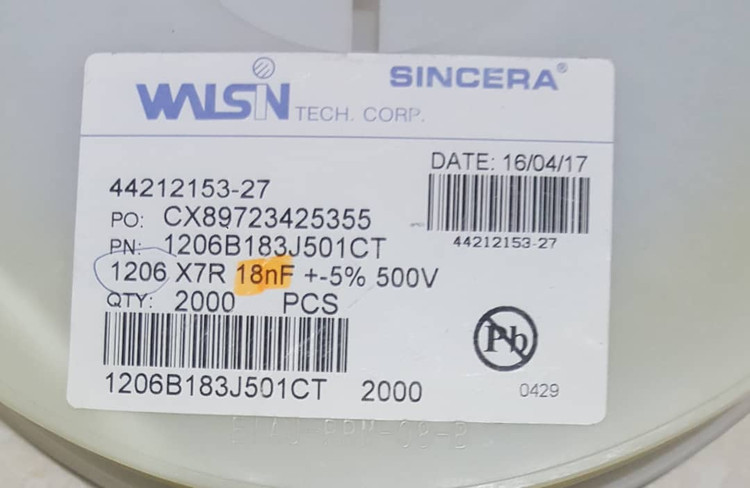 WALSIN TECH. CORP.
SINCERA®
DATE: 16/04/17
44212153-27
44212153-27
PO: CX89723425355
PN: 1206B183J501CT
1206 X7R 18nF +-5% 500V
QTY: 2000 PCS
Pb
1206B183J501CT 2000
0429